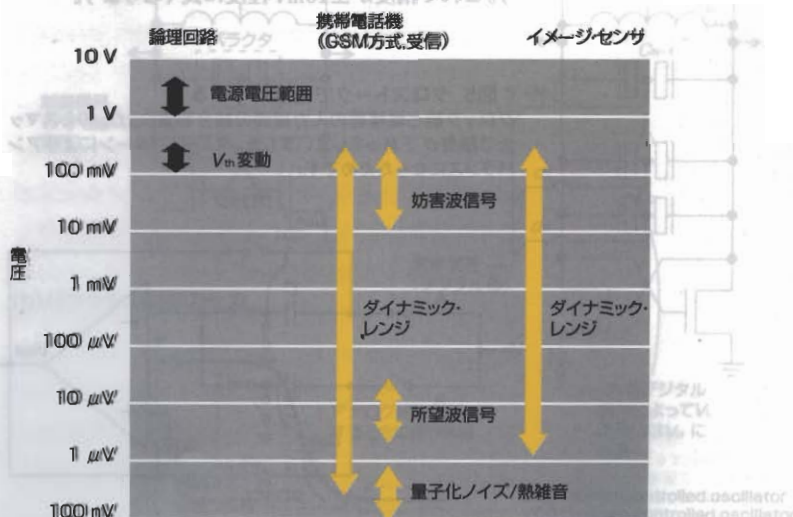 論理回路
携帯電話機
(GSM方式,受信)
イメージ・センサ
10 V
1 V
100 mV
10 mV
1 mV
100 μV
10 μV
1 μV
100 nV
電圧
電源電圧範囲
Vth変動
妨害波信号
ダイナミック・
レンジ
ダイナミック・
レンジ
所望波信号
量子化ノイズ/熱雑音